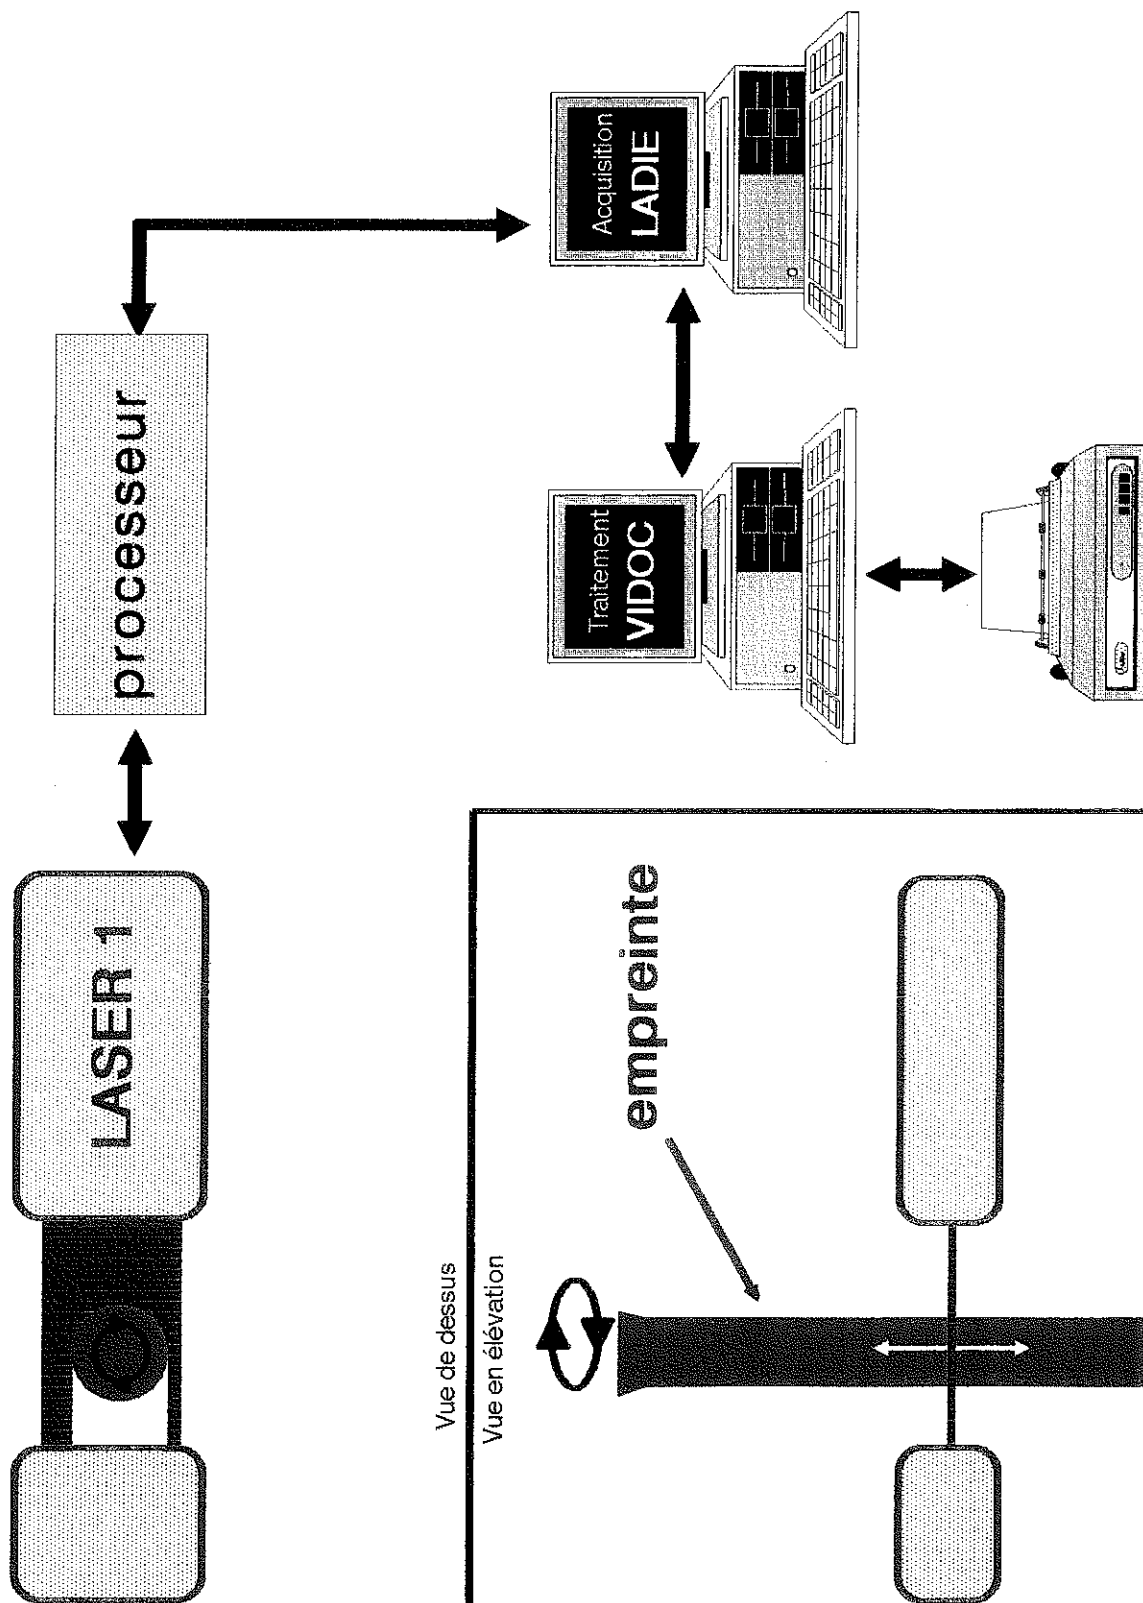 LASER 1
processeur
Acquisition
LADIE
Traitement
VIDOC
Vue de dessus
Vue en élévation
empreinte